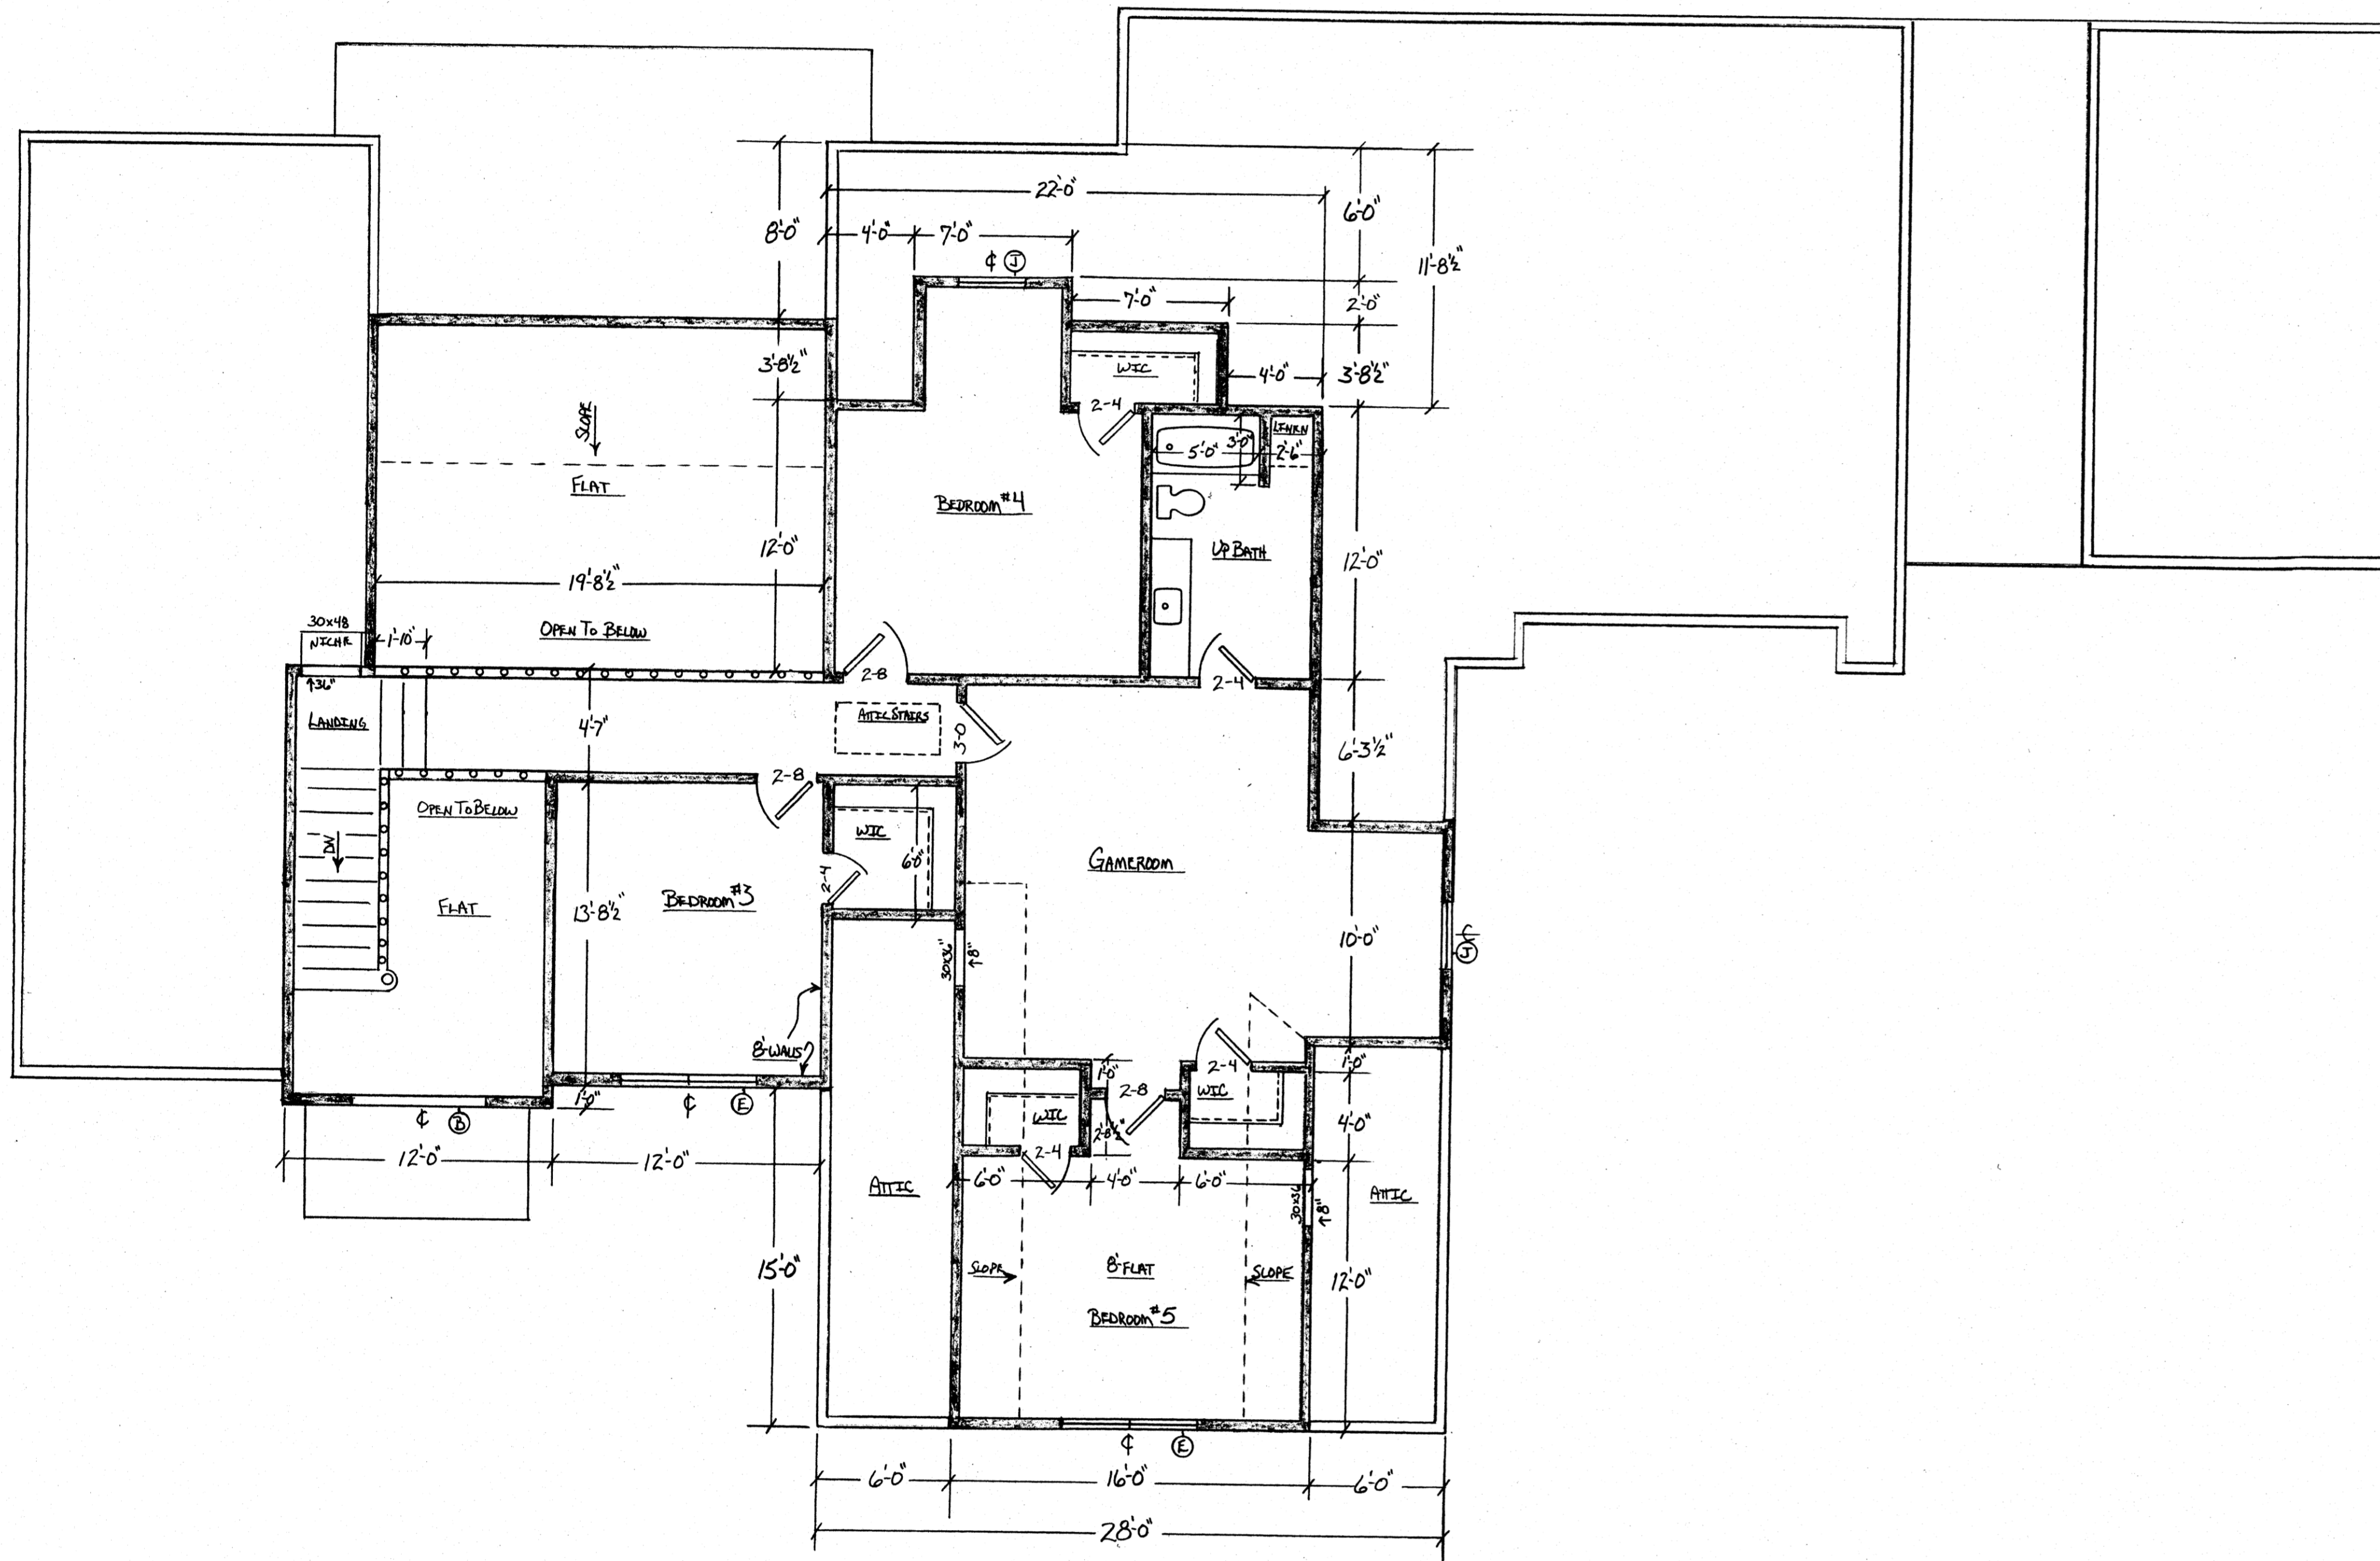 22'-0"
8'-0"
4'-0"
7'-0"
6'-0"
11'-8½"
¢ J
7'-0"
2'-0"
3'-8½"
WIC
4'-0"
3'-8½"
2-4
SLOPE
FLAT
LINEN
5'-0"
3'-0"
2'-6"
BEDROOM #4
12'-0"
UP BATH
12'-0"
19'-8½"
30x48
NICHE
1'-10"
OPEN TO BELOW
↑36"
2-8
2-4
LANDING
4'-7"
ATTIC STAIRS
3-0
6'-3½"
2-8
OPEN TO BELOW
DN
WIC
6'-0"
GAMEROOM
2-4
FLAT
13'-8½"
BEDROOM #3
30x36"
↑8"
10'-0"
¢ J
8'-WALLS
1'-0"
2-8
2-4
1'-0"
WIC
WIC
1'-0"
¢ B
¢ E
2'-8½"
4'-0"
2-4
12'-0"
12'-0"
6'-0"
4'-0"
6'-0"
ATTIC
30x36
↑8"
ATTIC
15'-0"
SLOPE
8'-FLAT
SLOPE
12'-0"
BEDROOM #5
¢ E
6'-0"
16'-0"
6'-0"
28'-0"